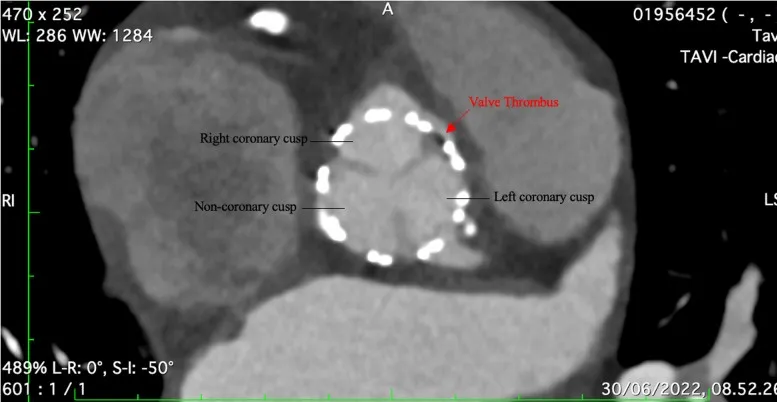 470 x 252
WL: 286 WW: 1284
A
01956452 ( -, -
Tav
TAVI -Cardiac
Valve Thrombus
Right coronary cusp
Non-coronary cusp
Left coronary cusp
RI
LS
489% L-R: 0°, S-I: -50°
601 : 1 / 1
30/06/2022, 08.52.26